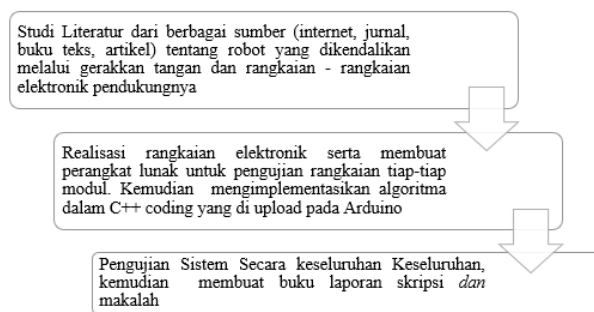 Studi Literatur dari berbagai sumber (internet, jurnal,
buku teks, artikel) tentang robot yang dikendalikan
melalui gerakkan tangan dan rangkaian - rangkaian
elektronik pendukungnya
Realisasi rangkaian elektronik serta membuat
perangkat lunak untuk pengujian rangkaian tiap-tiap
modul. Kemudian mengimplementasikan algoritma
dalam C++ coding yang di upload pada Arduino
Pengujian Sistem Secara keseluruhan Keseluruhan,
kemudian membuat buku laporan skripsi dan
makalah